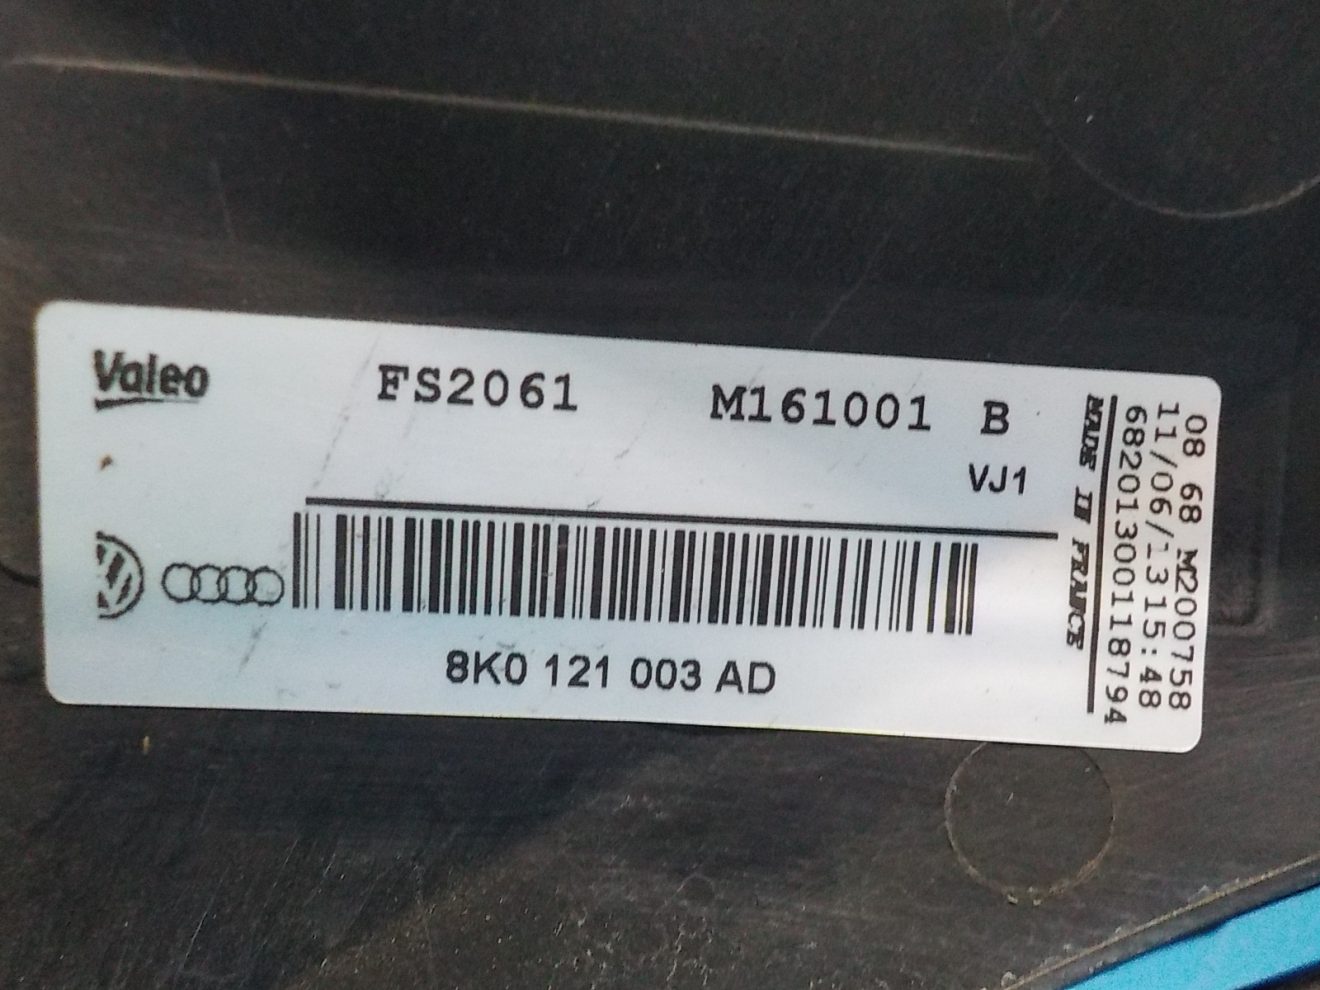 Valeo
FS2061 M161001 B
VJ1
8K0 121 003 AD
08 68 M200758
11/06/13 15:48
68201300118794
MADE IN FRANCE